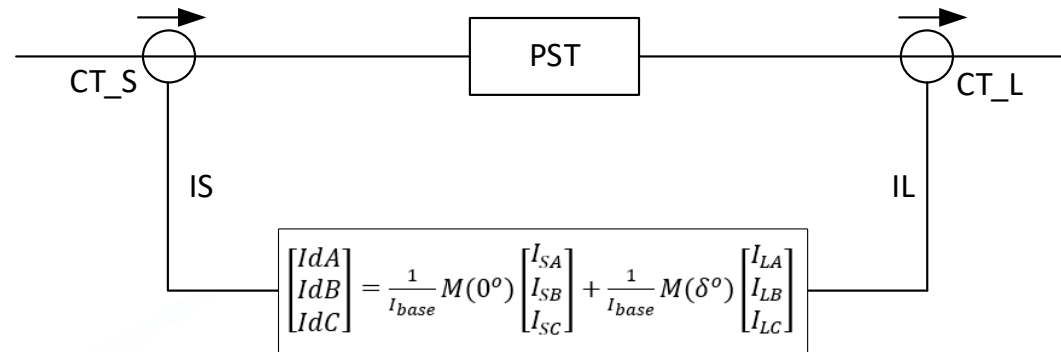 PST
CT_S
CT_L
IS
IL
[IdA IdB IdC] = 1/I_base M(0°) [I_SA I_SB I_SC] + 1/I_base M(δ°) [I_LA I_LB I_LC]